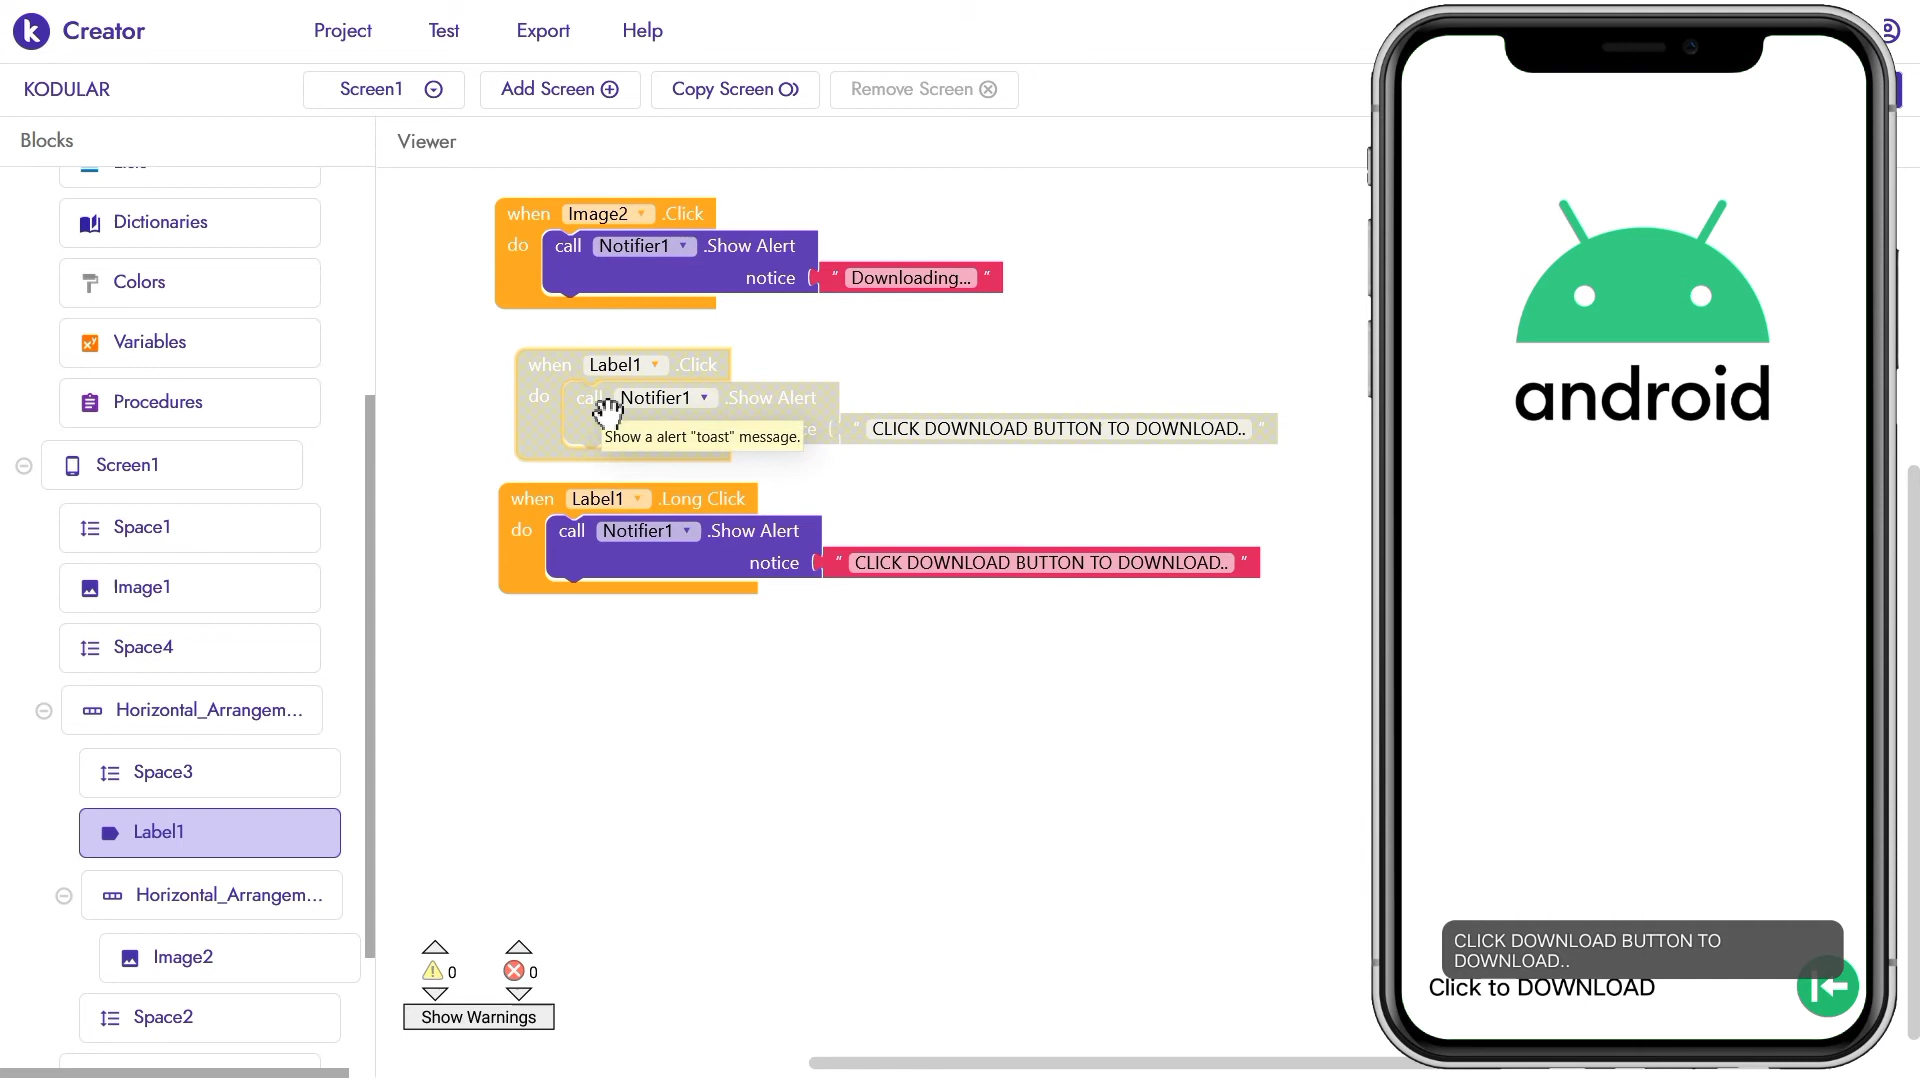 k Creator
Project
Test
Export
Help
KODULAR
Screen1
Add Screen
Copy Screen
Remove Screen
Blocks
Viewer
Dictionaries
Colors
Variables
Procedures
Screen1
Space1
Image1
Space4
Horizontal_Arrangem...
Space3
Label1
Horizontal_Arrangem...
Image2
Space2
when Image2 .Click
do call Notifier1 .Show Alert
notice " Downloading... "
when Label1 .Click
do call Notifier1 .Show Alert
" CLICK DOWNLOAD BUTTON TO DOWNLOAD.. "
Show a alert "toast" message.
when Label1 .Long Click
do call Notifier1 .Show Alert
notice " CLICK DOWNLOAD BUTTON TO DOWNLOAD.. "
0 0
Show Warnings
android
CLICK DOWNLOAD BUTTON TO
DOWNLOAD..
Click to DOWNLOAD